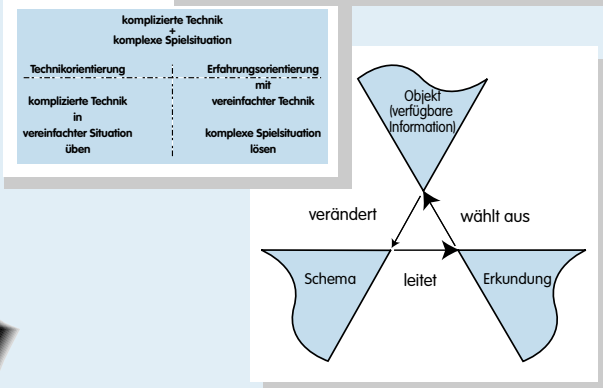 komplizierte Technik
+
komplexe Spielsituation
Technikorientierung
komplizierte Technik
in
vereinfachter Situation
üben
Erfahrungsorientierung
mit
vereinfachter Technik
komplexe Spielsituation
lösen
Objekt
(verfügbare
Information)
verändert
wählt aus
Schema
leitet
Erkundung